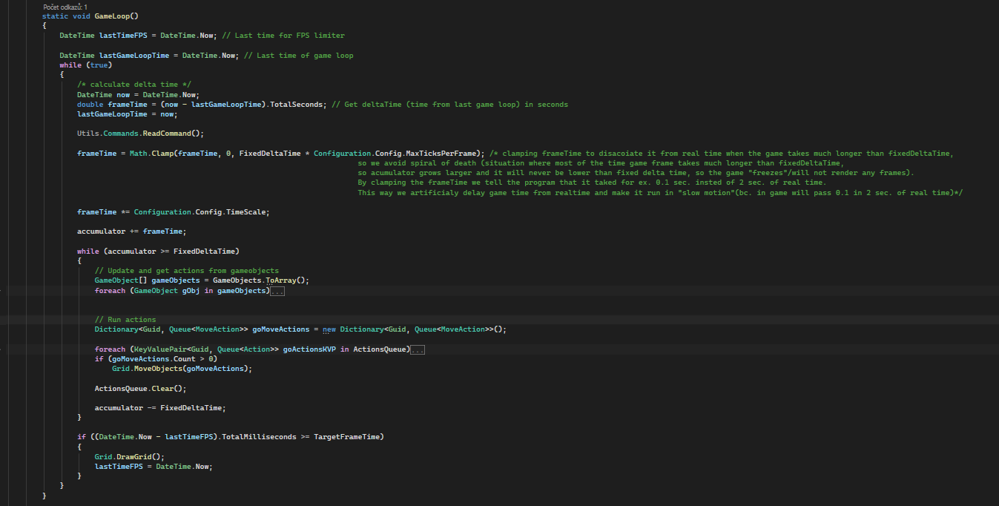 Počet odkazů: 1
static void GameLoop()
{
DateTime lastTimeFPS = DateTime.Now; // Last time for FPS limiter
DateTime lastGameLoopTime = DateTime.Now; // Last time of game loop
while (true)
{
/* calculate delta time */
DateTime now = DateTime.Now;
double frameTime = (now - lastGameLoopTime).TotalSeconds; // Get deltaTime (time from last game loop) in seconds
lastGameLoopTime = now;
Utils.Commands.ReadCommand();
frameTime = Math.Clamp(frameTime, 0, FixedDeltaTime * Configuration.Config.MaxTicksPerFrame); /* clamping frameTime to disacoiate it from real time when the game takes much longer than fixedDeltaTime,
so we avoid spiral of death (situation where most of the time game frame takes much longer than fixedDeltaTime,
so acumulator grows larger and it will never be lower than fixed delta time, so the game "freezes"/will not render any frames).
By clamping the frameTime we tell the program that it taked for ex. 0.1 sec. insted of 2 sec. of real time.
This way we artificialy delay game time from realtime and make it run in "slow motion"(bc. in game will pass 0.1 in 2 sec. of real time)*/
frameTime *= Configuration.Config.TimeScale;
accumulator += frameTime;
while (accumulator >= FixedDeltaTime)
{
// Update and get actions from gameobjects
GameObject[] gameObjects = GameObjects.ToArray();
foreach (GameObject gObj in gameObjects)...
// Run actions
Dictionary<Guid, Queue<MoveAction>> goMoveActions = new Dictionary<Guid, Queue<MoveAction>>();
foreach (KeyValuePair<Guid, Queue<Action>> goActionsKVP in ActionsQueue)...
if (goMoveActions.Count > 0)
Grid.MoveObjects(goMoveActions);
ActionsQueue.Clear();
accumulator -= FixedDeltaTime;
}
if ((DateTime.Now - lastTimeFPS).TotalMilliseconds >= TargetFrameTime)
{
Grid.DrawGrid();
lastTimeFPS = DateTime.Now;
}
}
}